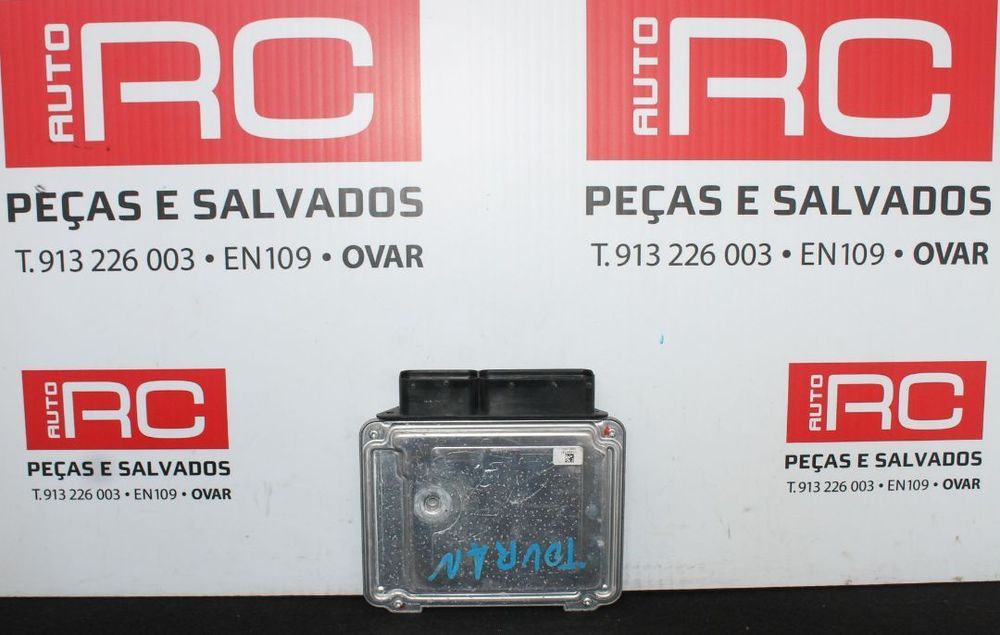 AUTO RC
PEÇAS E SALVADOS
T. 913 226 003 • EN109 • OVAR
AUTO RC
PEÇAS E SALVADOS
T. 913 226 003 • EN109 • OVAR
AUTO RC
PEÇAS E SALVADOS
T. 913 226 003 • EN109 • OVAR
AUTO RC
PEÇAS E SALVADOS
T. 913 226 003 • EN109 • OVAR
TOURAN